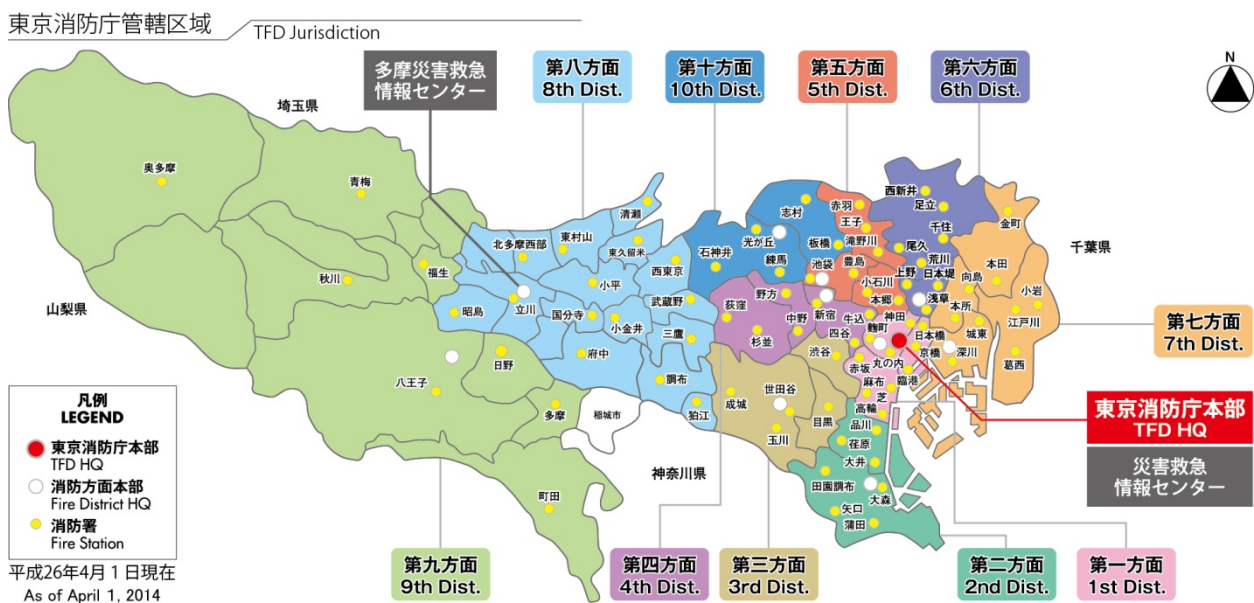 東京消防庁管轄区域
TFD Jurisdiction
多摩災害救急
情報センター
第八方面
8th Dist.
第十方面
10th Dist.
第五方面
5th Dist.
第六方面
6th Dist.
N
埼玉県
千葉県
山梨県
神奈川県
奥多摩
青梅
秋川
福生
八王子
日野
多摩
町田
稲城市
清瀬
北多摩西部
東村山
東久留米
西東京
小平
昭島
立川
国分寺
小金井
武蔵野
三鷹
府中
調布
狛江
志村
光が丘
石神井
練馬
赤羽
王子
板橋
滝野川
池袋
豊島
小石川
本郷
西新井
足立
千住
尾久
荒川
上野
日本堤
浅草
金町
本田
向島
小岩
本所
江戸川
城東
深川
葛西
荻窪
野方
中野
杉並
新宿
牛込
四谷
神田
麴町
日本橋
京橋
丸の内
赤坂
麻布
臨港
芝
高輪
渋谷
成城
世田谷
玉川
目黒
品川
荏原
大井
田園調布
大森
矢口
蒲田
第七方面
7th Dist.
東京消防庁本部
TFD HQ
災害救急
情報センター
凡例
LEGEND
東京消防庁本部
TFD HQ
消防方面本部
Fire District HQ
消防署
Fire Station
平成26年4月1日現在
As of April 1, 2014
第九方面
9th Dist.
第四方面
4th Dist.
第三方面
3rd Dist.
第二方面
2nd Dist.
第一方面
1st Dist.